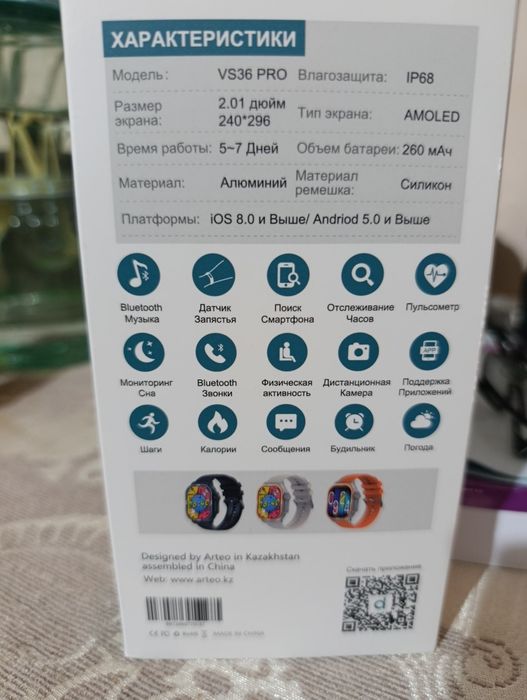 ХАРАКТЕРИСТИКИ
Модель: VS36 PRO Влагозащита: IP68
Размер экрана: 2.01 дюйм 240*296 Тип экрана: AMOLED
Время работы: 5~7 Дней Объем батареи: 260 мАч
Материал: Алюминий Материал ремешка: Силикон
Платформы: iOS 8.0 и Выше/ Andriod 5.0 и Выше
Bluetooth Музыка
Датчик Запястья
Поиск Смартфона
Отслеживание Часов
Пульсометр
Мониторинг Сна
Bluetooth Звонки
Физическая активность
Дистанционная Камера
APP
Поддержка Приложений
Шаги
Калории
Сообщения
Будильник
Погода
Designed by Arteo in Kazakhstan
assembled in China
Web: www.arteo.kz
Скачать приложение
MADE IN CHINA